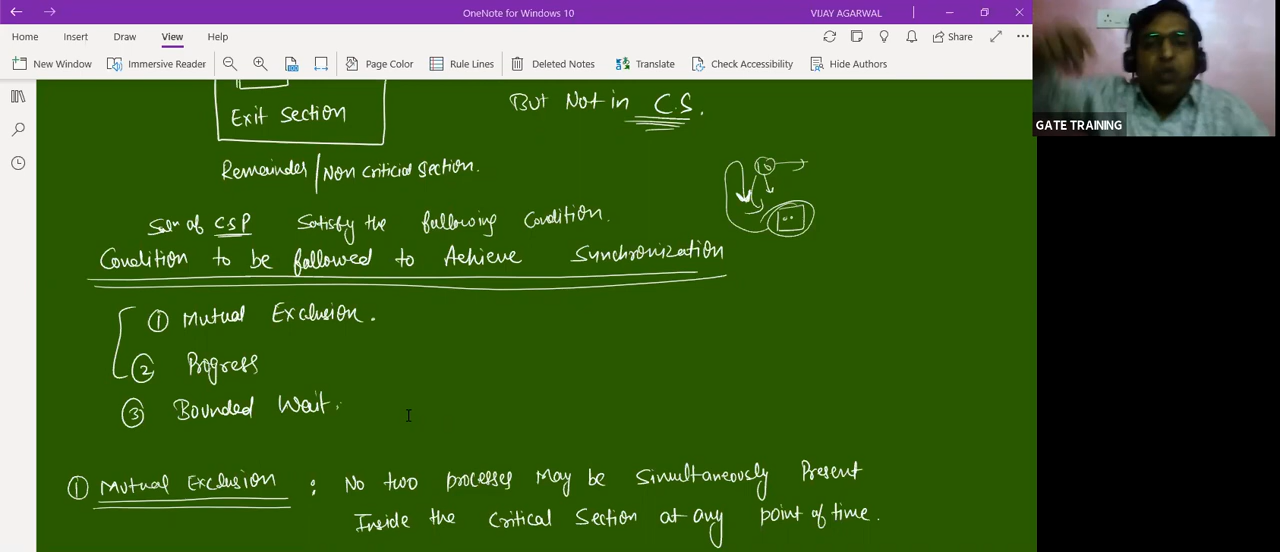 OneNote for Windows 10
VIJAY AGARWAL
Home Insert Draw View Help
Share
New Window Immersive Reader Page Color Rule Lines Deleted Notes Translate Check Accessibility Hide Authors
Exit Section
But Not in C.S.
GATE TRAINING
Remainder/Non criticial section.
Soln of CSP Satisfy the following Condition.
Condition to be followed to Achieve Synchronization
① Mutual Exclusion.
② Progress
③ Bounded Wait.
① Mutual Exclusion : No two processes may be Simultaneously Present
Inside the Critical Section at any point of time.